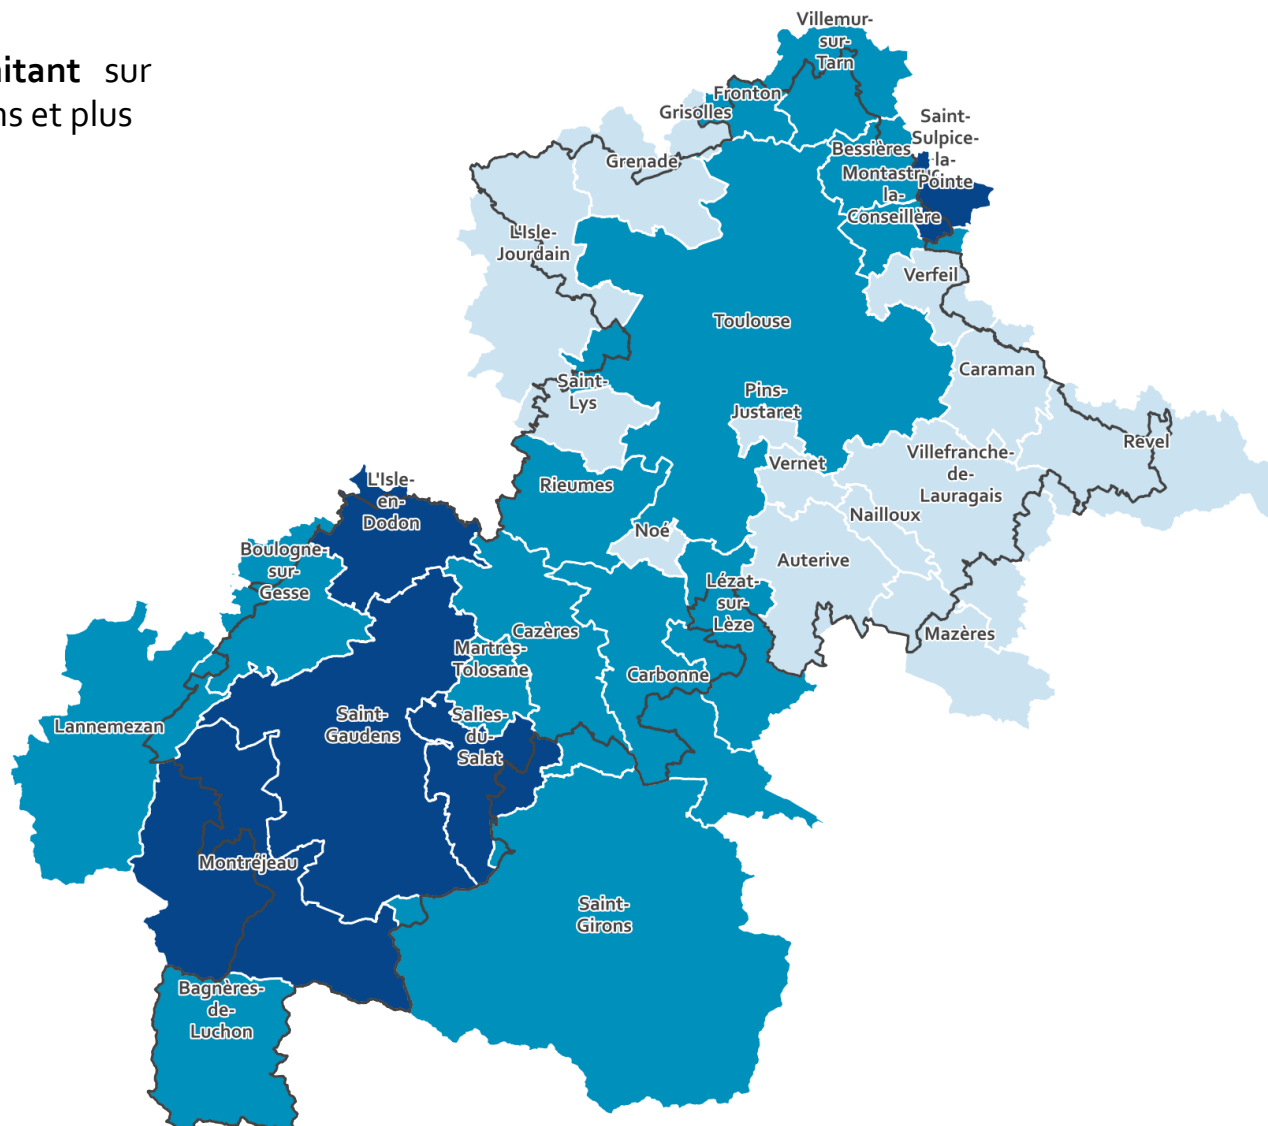 itant sur
ns et plus
Villemur-
sur-
Tarn
Fronton
Grisolles
Saint-
Sulpice-
la-
Pointe
Bessières
Grenade
Montastruc-
la-
Conseillère
L'Isle-
Jourdain
Verfeil
Toulouse
Caraman
Saint-
Lys
Pins-
Justaret
Revel
Villefranche-
de-
Lauragais
Vernet
L'Isle-
en-
Dodon
Rieumes
Nailloux
Noé
Boulogne-
sur-
Gesse
Auterive
Lézat-
sur-
Lèze
Cazères
Mazères
Martres-
Tolosane
Carbonne
Lannemezan
Saint-
Gaudens
Salies-
du-
Salat
Montréjeau
Saint-
Girons
Bagnères-
de-
Luchon